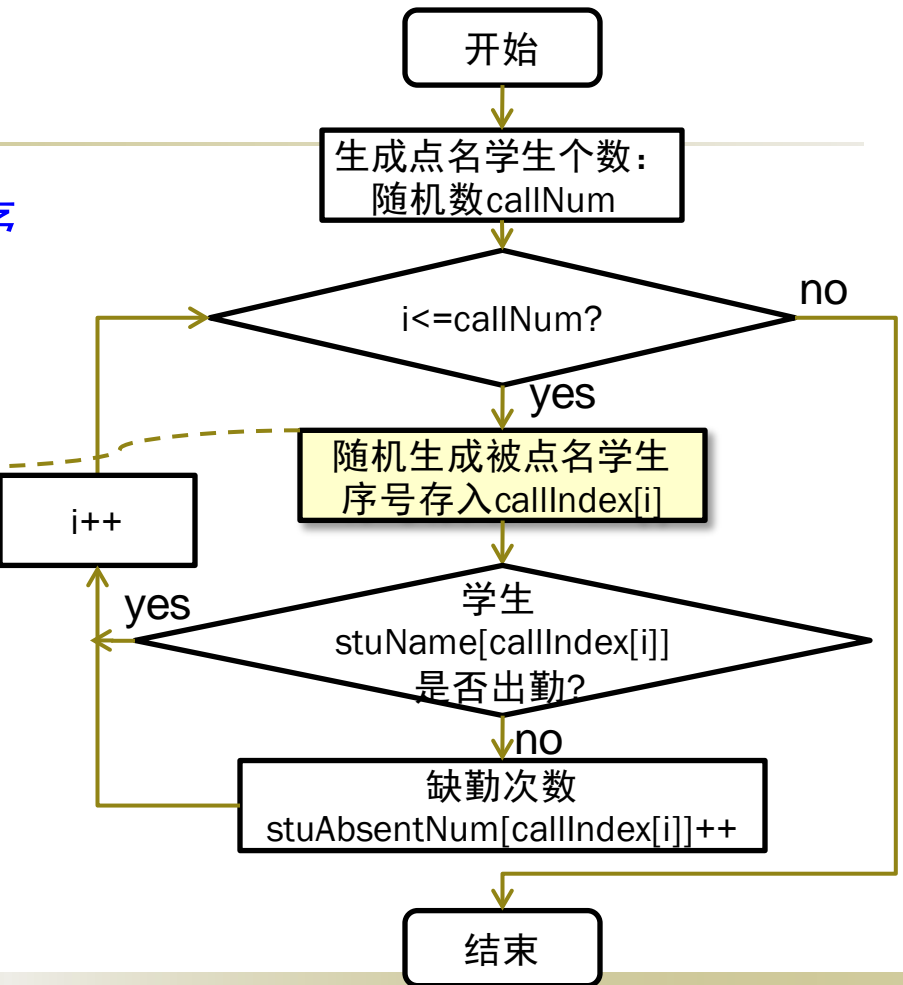 开始
生成点名学生个数：
随机数callNum
i<=callNum?
no
yes
随机生成被点名学生
序号存入callIndex[i]
i++
yes
学生
stuName[callIndex[i]]
是否出勤?
no
缺勤次数
stuAbsentNum[callIndex[i]]++
结束